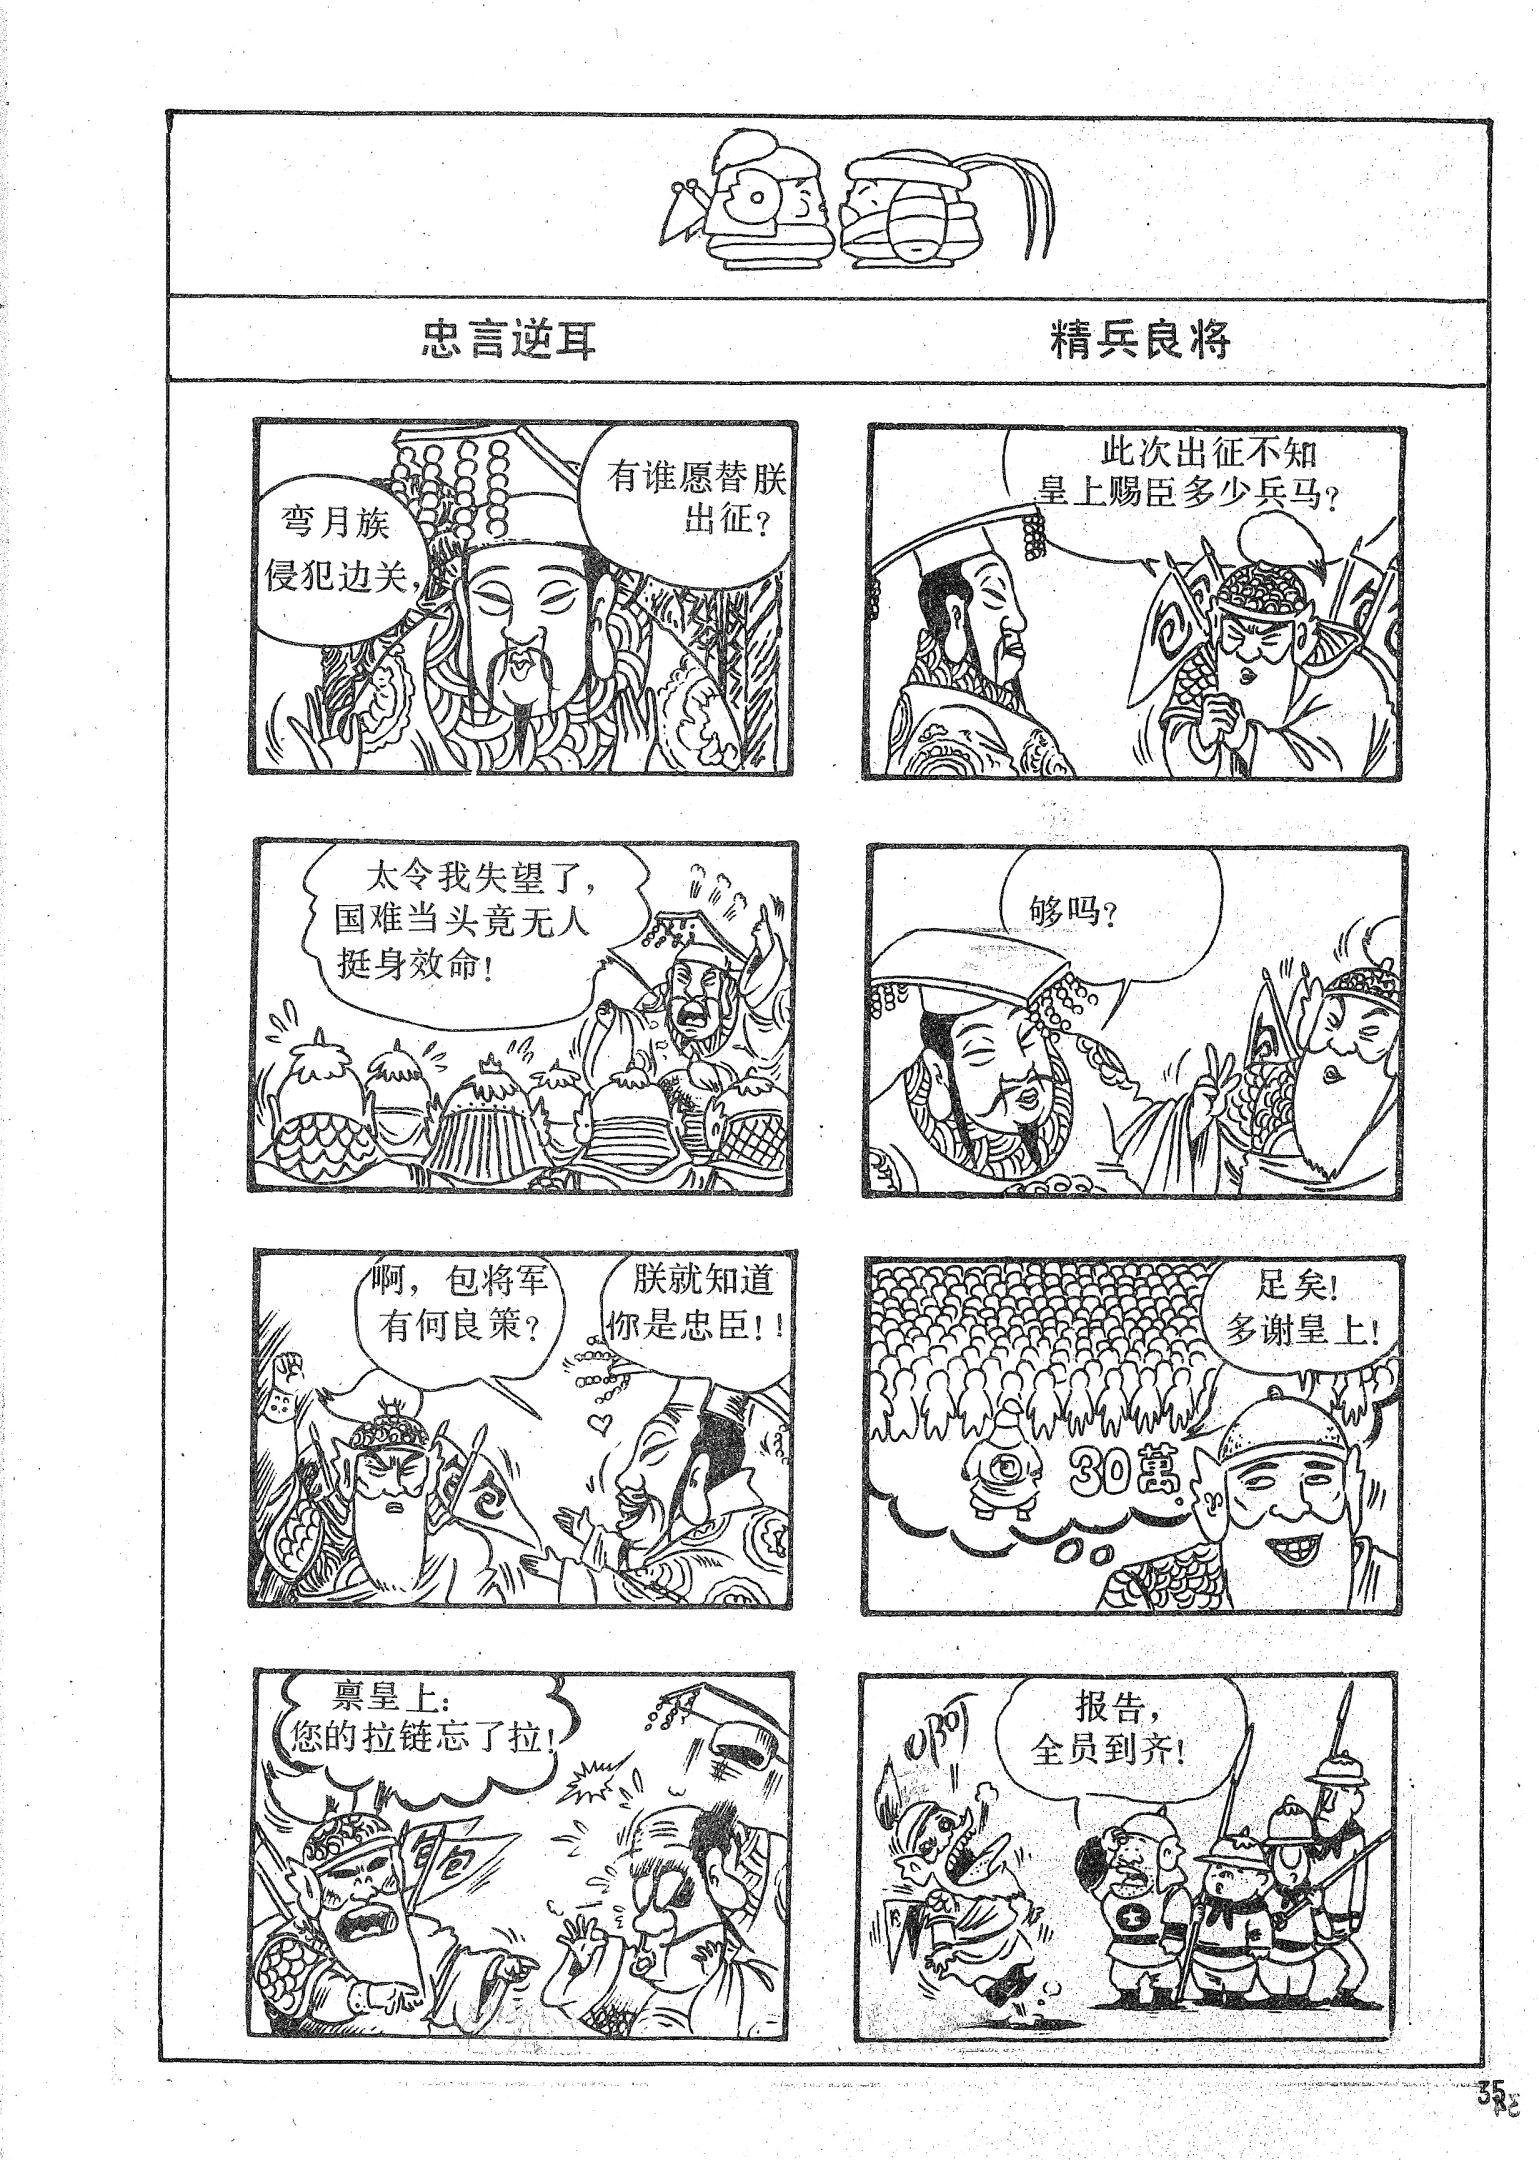 忠言逆耳
弯月族
侵犯边关,
有谁愿替朕
出征?
太令我失望了,
国难当头竟无人
挺身效命!
啊, 包将军
有何良策?
朕就知道
你是忠臣!!
禀皇上:
您的拉链忘了拉!
包
精兵良将
此次出征不知
皇上赐臣多少兵马?
够吗?
足矣!
多谢皇上!
30萬
报告,
全员到齐!
35